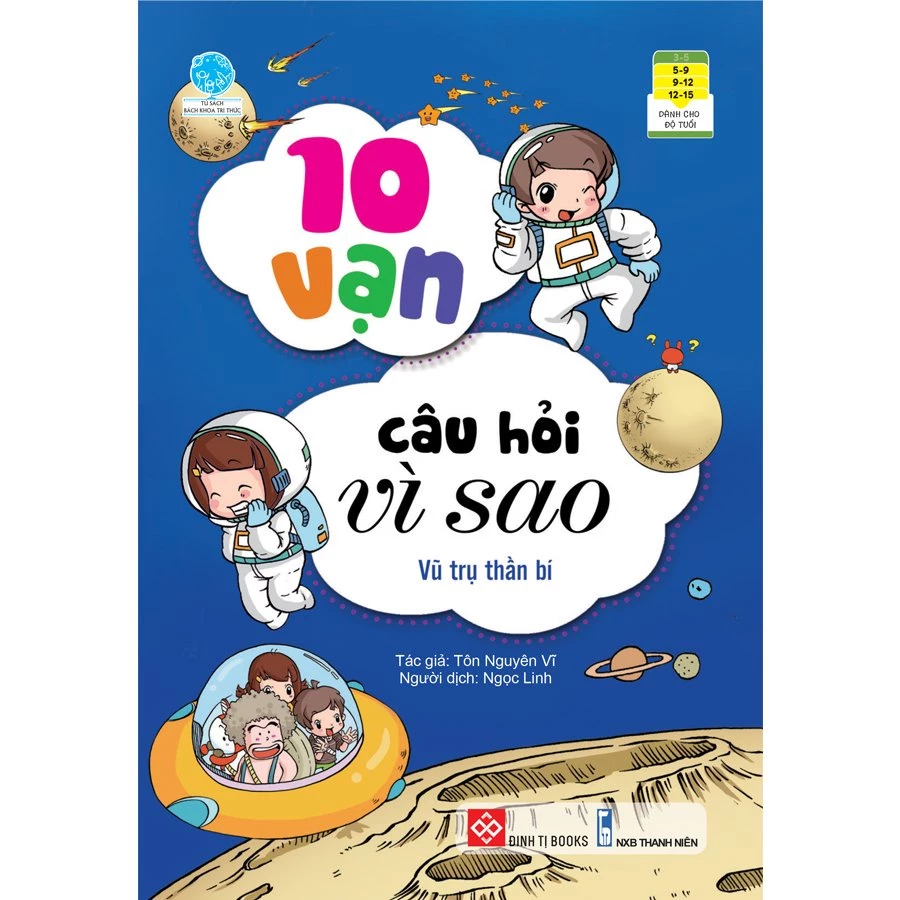 TỦ SÁCH
BÁCH KHOA TRI THỨC
3-5
5-9
9-12
12-15
DÀNH CHO
ĐỘ TUỔI
10
vạn
câu hỏi
vì sao
Vũ trụ thần bí
? ?
Tác giả: Tôn Nguyên Vĩ
Người dịch: Ngọc Linh
ĐINH TỊ BOOKS
NXB THANH NIÊN